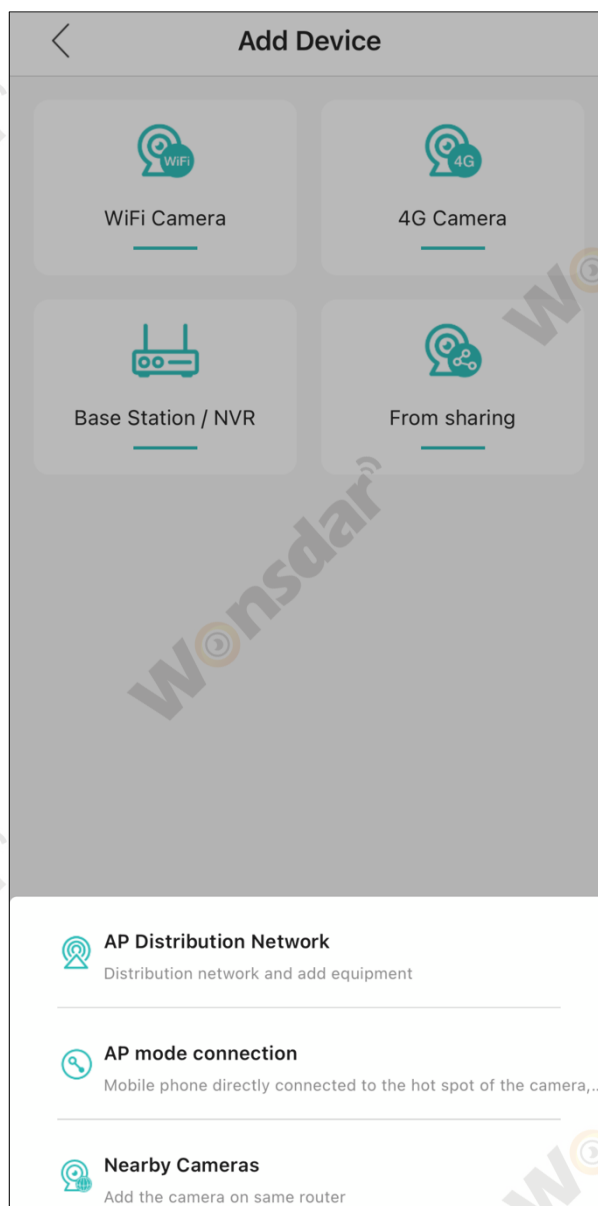 Add Device
WiFi
WiFi Camera
4G
4G Camera
Base Station / NVR
From sharing
Wonsdar
AP Distribution Network
Distribution network and add equipment
AP mode connection
Mobile phone directly connected to the hot spot of the camera,..
Nearby Cameras
Add the camera on same router